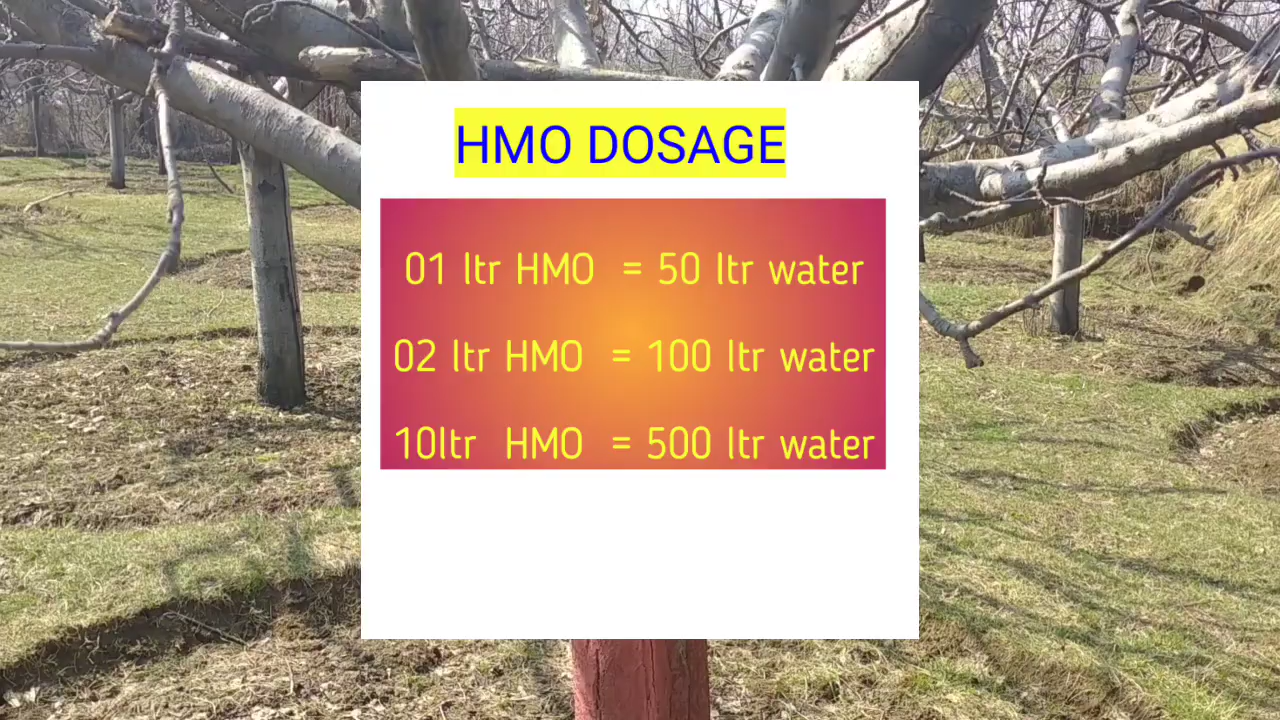 HMO DOSAGE
01 ltr HMO = 50 ltr water
02 ltr HMO = 100 ltr water
10ltr HMO = 500 ltr water